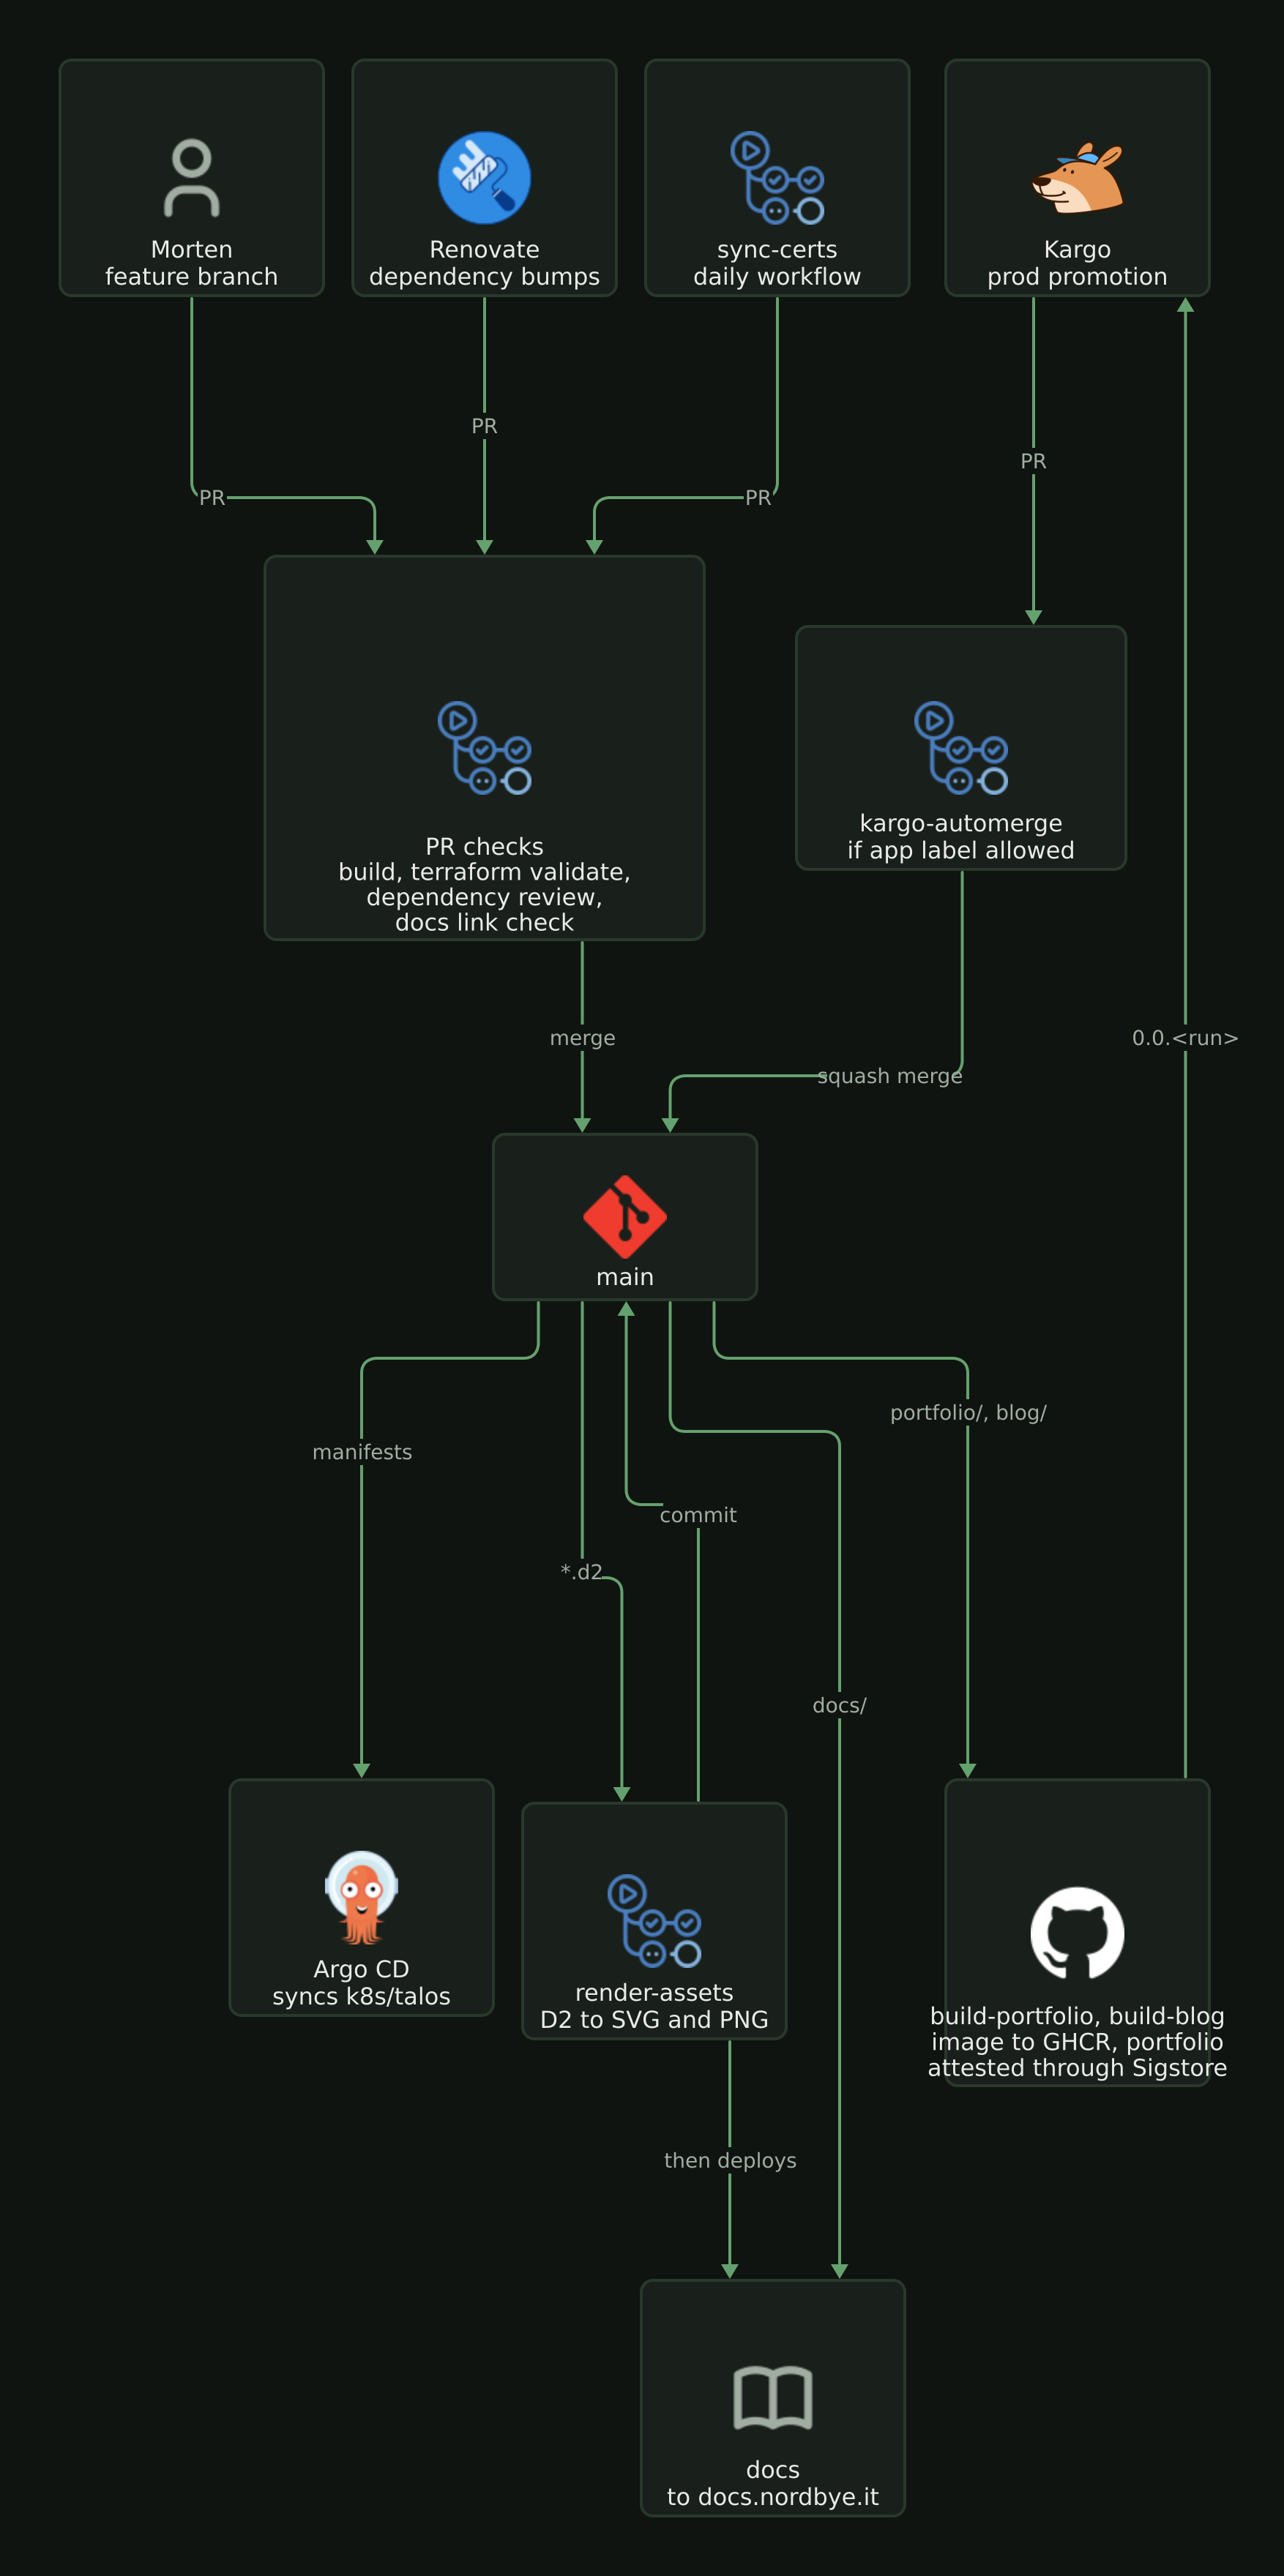 Morten
feature branch
Renovate
dependency bumps
sync-certs
daily workflow
Kargo
prod promotion
PR
PR
PR
PR
PR checks
build, terraform validate,
dependency review,
docs link check
kargo-automerge
if app label allowed
merge
squash merge
0.0.<run>
main
manifests
*.d2
commit
docs/
portfolio/, blog/
Argo CD
syncs k8s/talos
render-assets
D2 to SVG and PNG
build-portfolio, build-blog
image to GHCR, portfolio
attested through Sigstore
then deploys
docs
to docs.nordbye.it